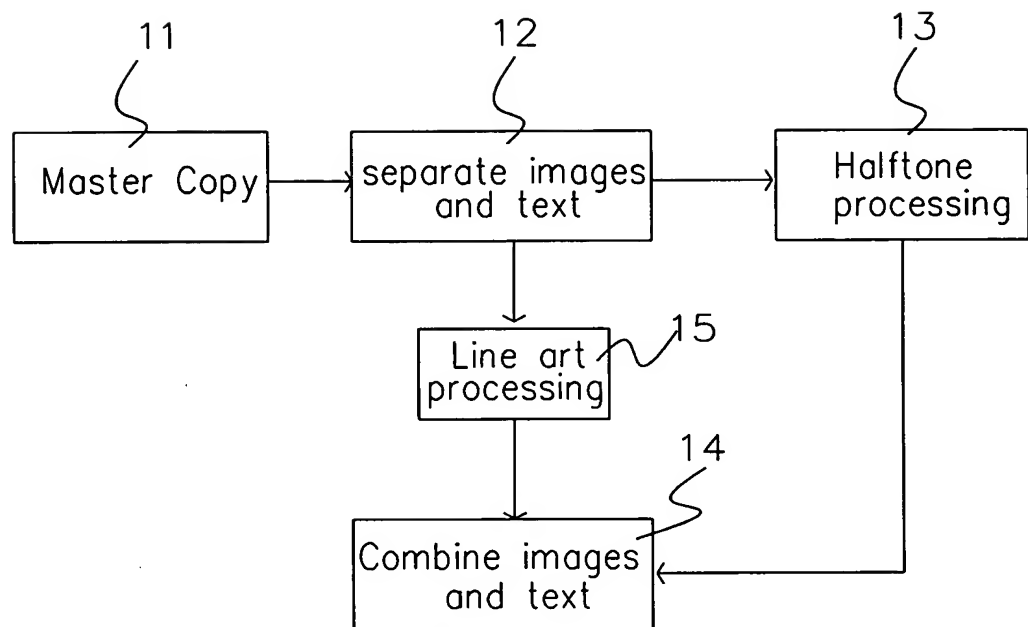 11
12
13
Master Copy
separate images
and text
Halftone
processing
15
Line art
processing
14
Combine images
and text